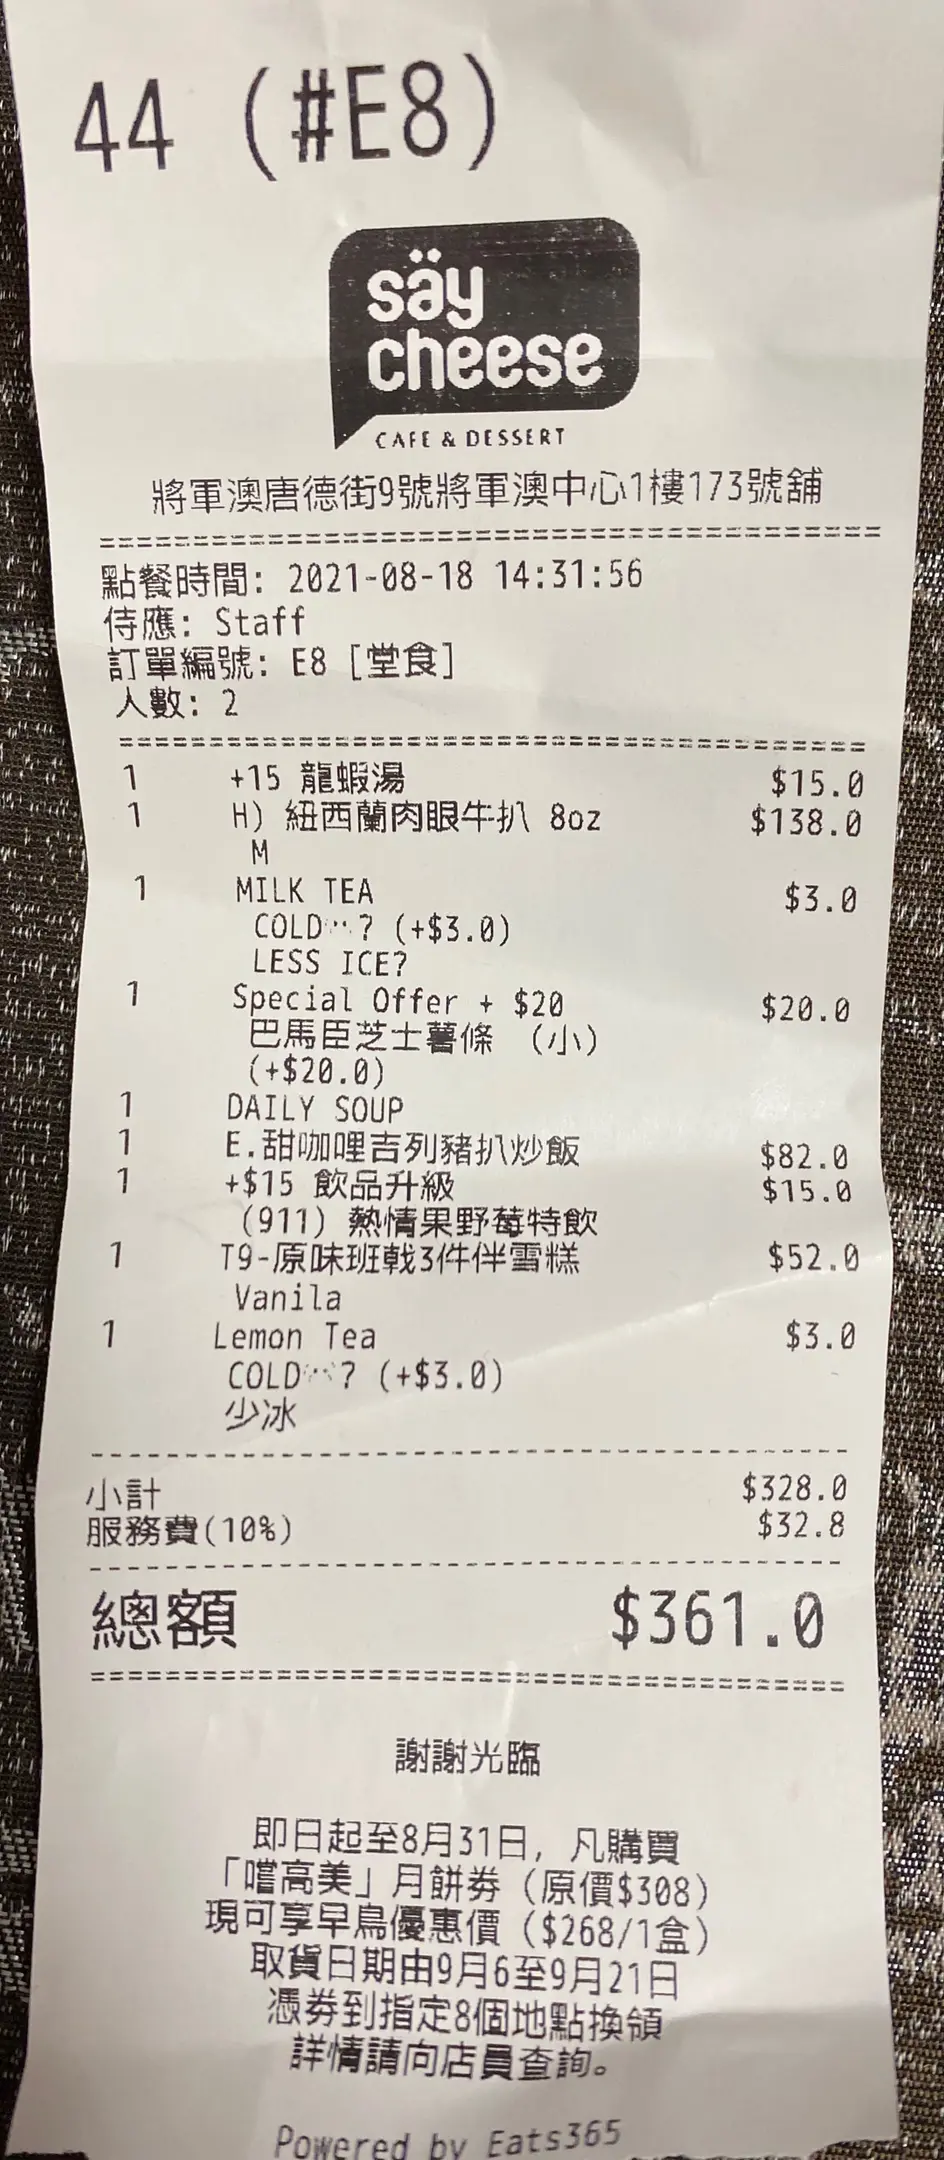 44 (#E8)
säy
cheese
CAFE & DESSERT
將軍澳唐德街9號將軍澳中心1樓173號舖
點餐時間: 2021-08-18 14:31:56
侍應: Staff
訂單編號: E8 [堂食]
人數: 2
1 +15 龍蝦湯 $15.0
1 H) 紐西蘭肉眼牛扒 8oz $138.0
M
1 MILK TEA $3.0
COLD ? (+$3.0)
LESS ICE?
1 Special Offer + $20 $20.0
巴馬臣芝士薯條 (小)
(+$20.0)
1 DAILY SOUP
1 E.甜咖哩吉列豬扒炒飯 $82.0
1 +$15 飲品升級 $15.0
(911) 熱情果野莓特飲
1 T9-原味班戟3件伴雪糕 $52.0
Vanila
1 Lemon Tea $3.0
COLD ? (+$3.0)
少冰
小計 $328.0
服務費(10%) $32.8
總額 $361.0
謝謝光臨
即日起至8月31日, 凡購買
「嚐高美」月餅券 (原價$308)
現可享早鳥優惠價 ($268/1盒)
取貨日期由9月6至9月21日
憑券到指定8個地點換領
詳情請向店員查詢。
Powered by Eats365